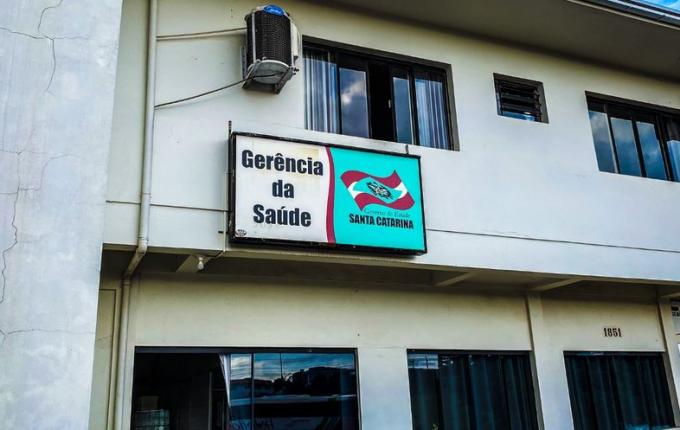 Gerência
da
Saúde
Governo do Estado
SANTA CATARINA
1851